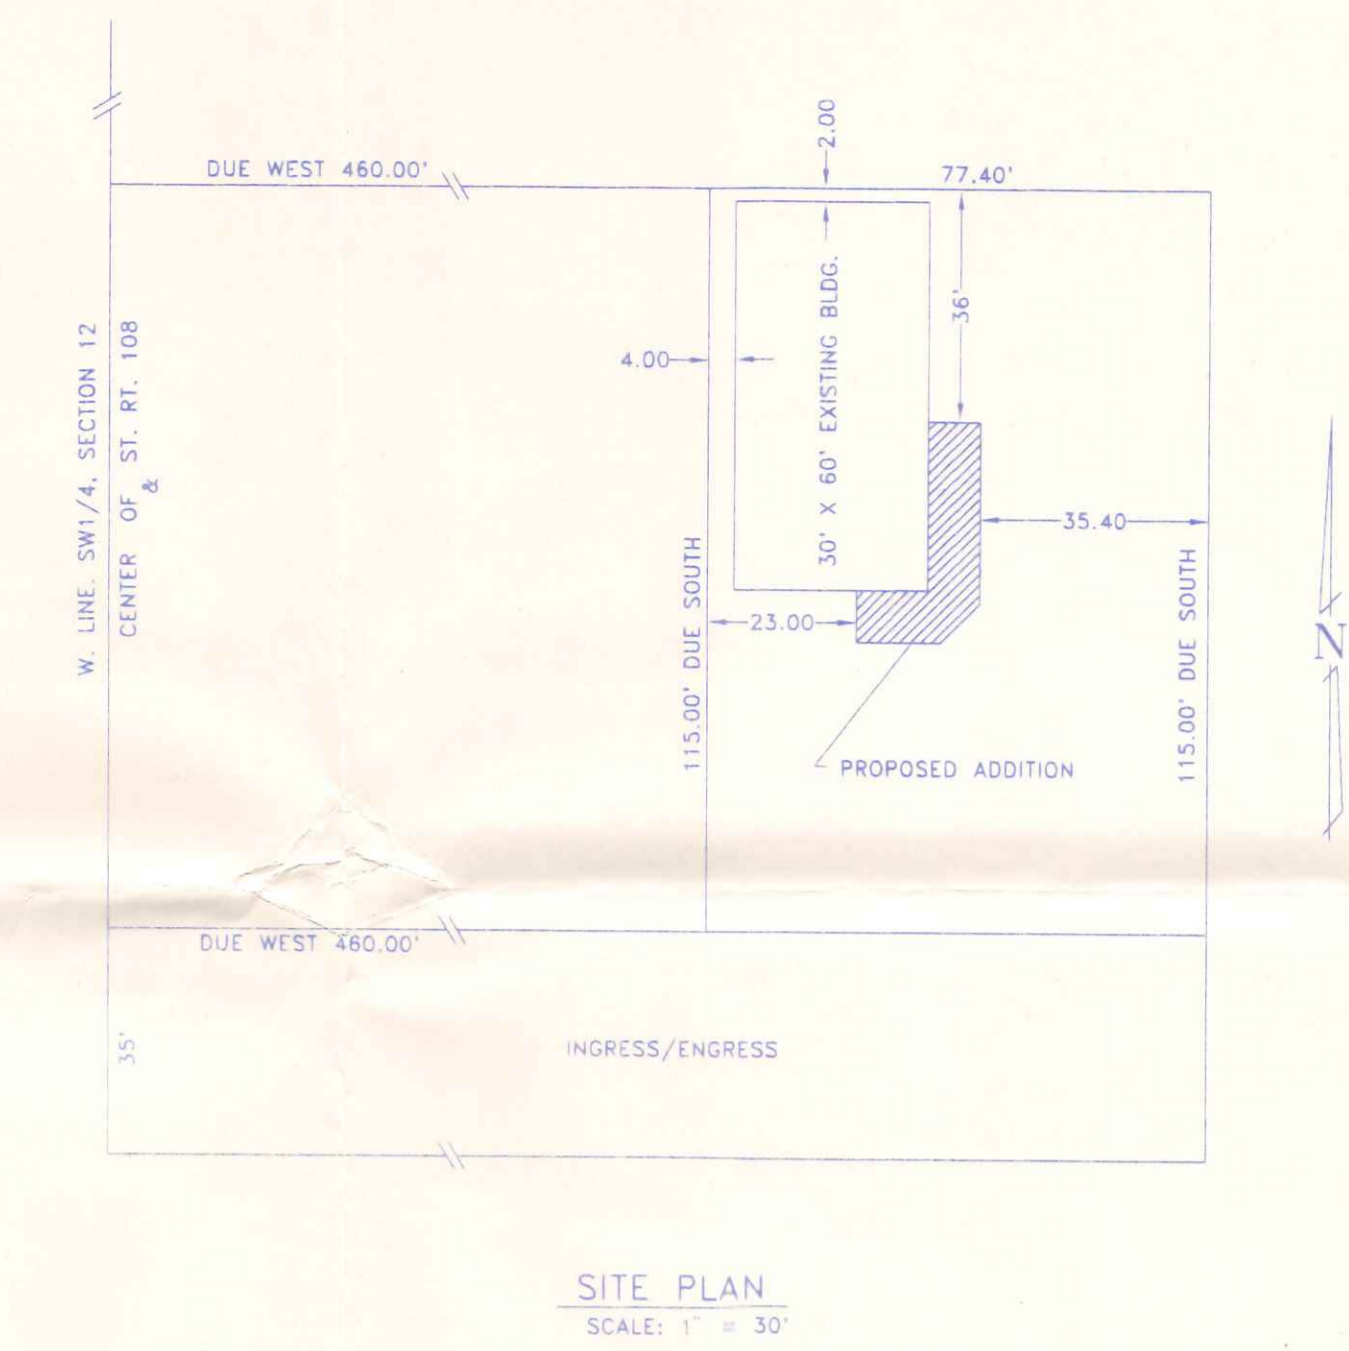 2.00
DUE WEST 460.00'
77.40'
30' X 60' EXISTING BLDG.
36'
W. LINE. SW1/4, SECTION 12
&
CENTER OF ST. RT. 108
4.00
35.40
115.00' DUE SOUTH
23.00
115.00' DUE SOUTH
N
PROPOSED ADDITION
DUE WEST 460.00'
35'
INGRESS/ENGRESS
SITE PLAN
SCALE: 1" = 30'